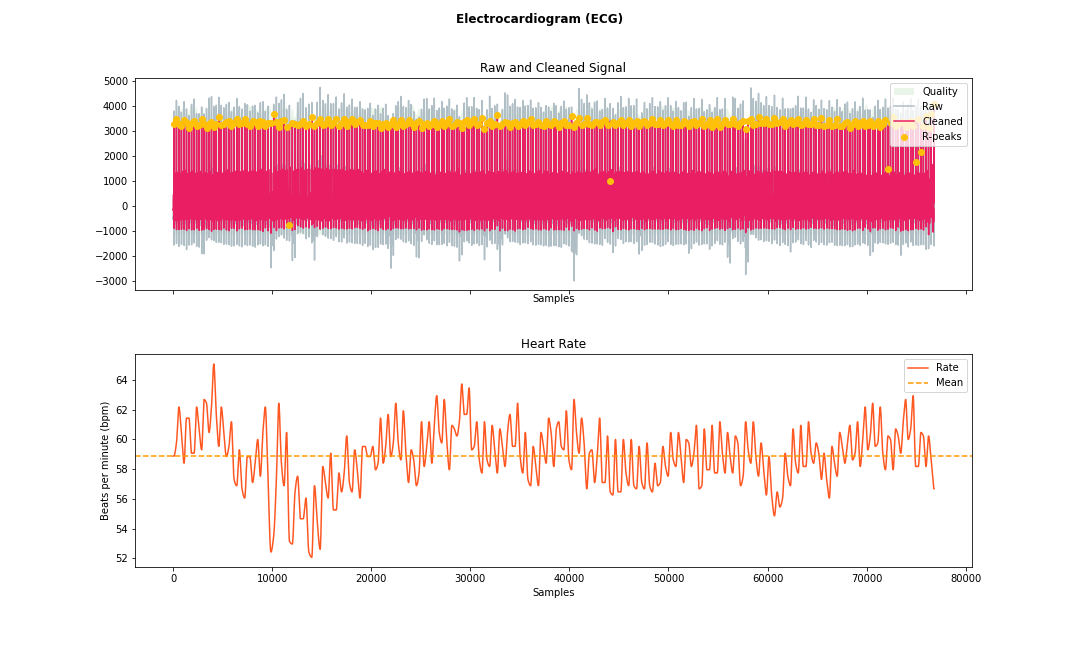 Electrocardiogram (ECG)
Raw and Cleaned Signal
5000
4000
3000
2000
1000
0
−1000
−2000
−3000
Quality
Raw
Cleaned
R-peaks
Samples
Heart Rate
Beats per minute (bpm)
64
62
60
58
56
54
52
Rate
Mean
0 10000 20000 30000 40000 50000 60000 70000 80000
Samples